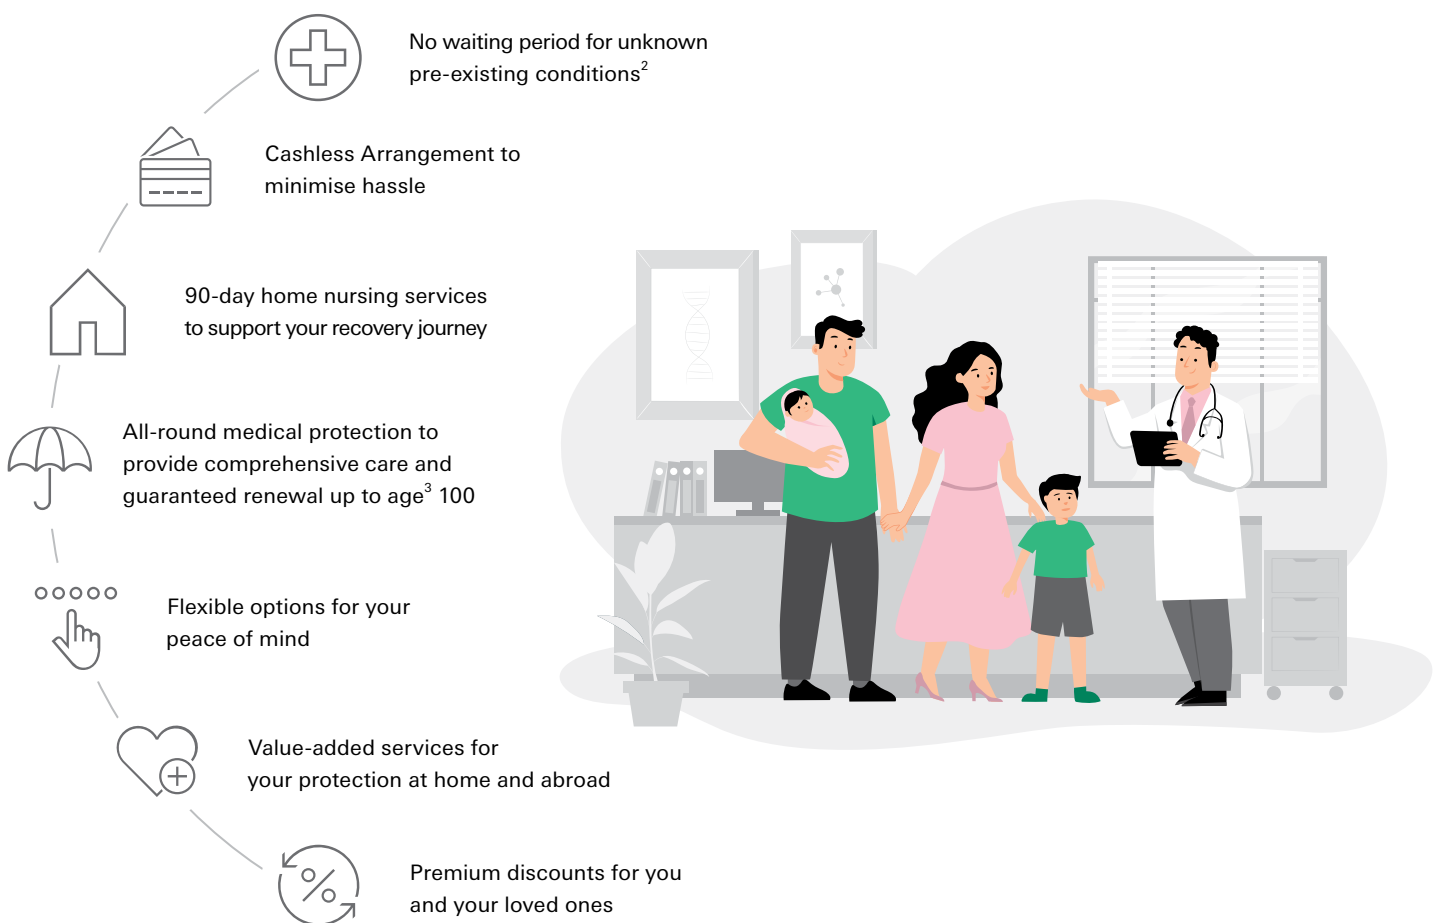 No waiting period for unknown
pre-existing conditions2
Cashless Arrangement to
minimise hassle
90-day home nursing services
to support your recovery journey
All-round medical protection to
provide comprehensive care and
guaranteed renewal up to age3 100
Flexible options for your
peace of mind
Value-added services for
your protection at home and abroad
Premium discounts for you
and your loved ones